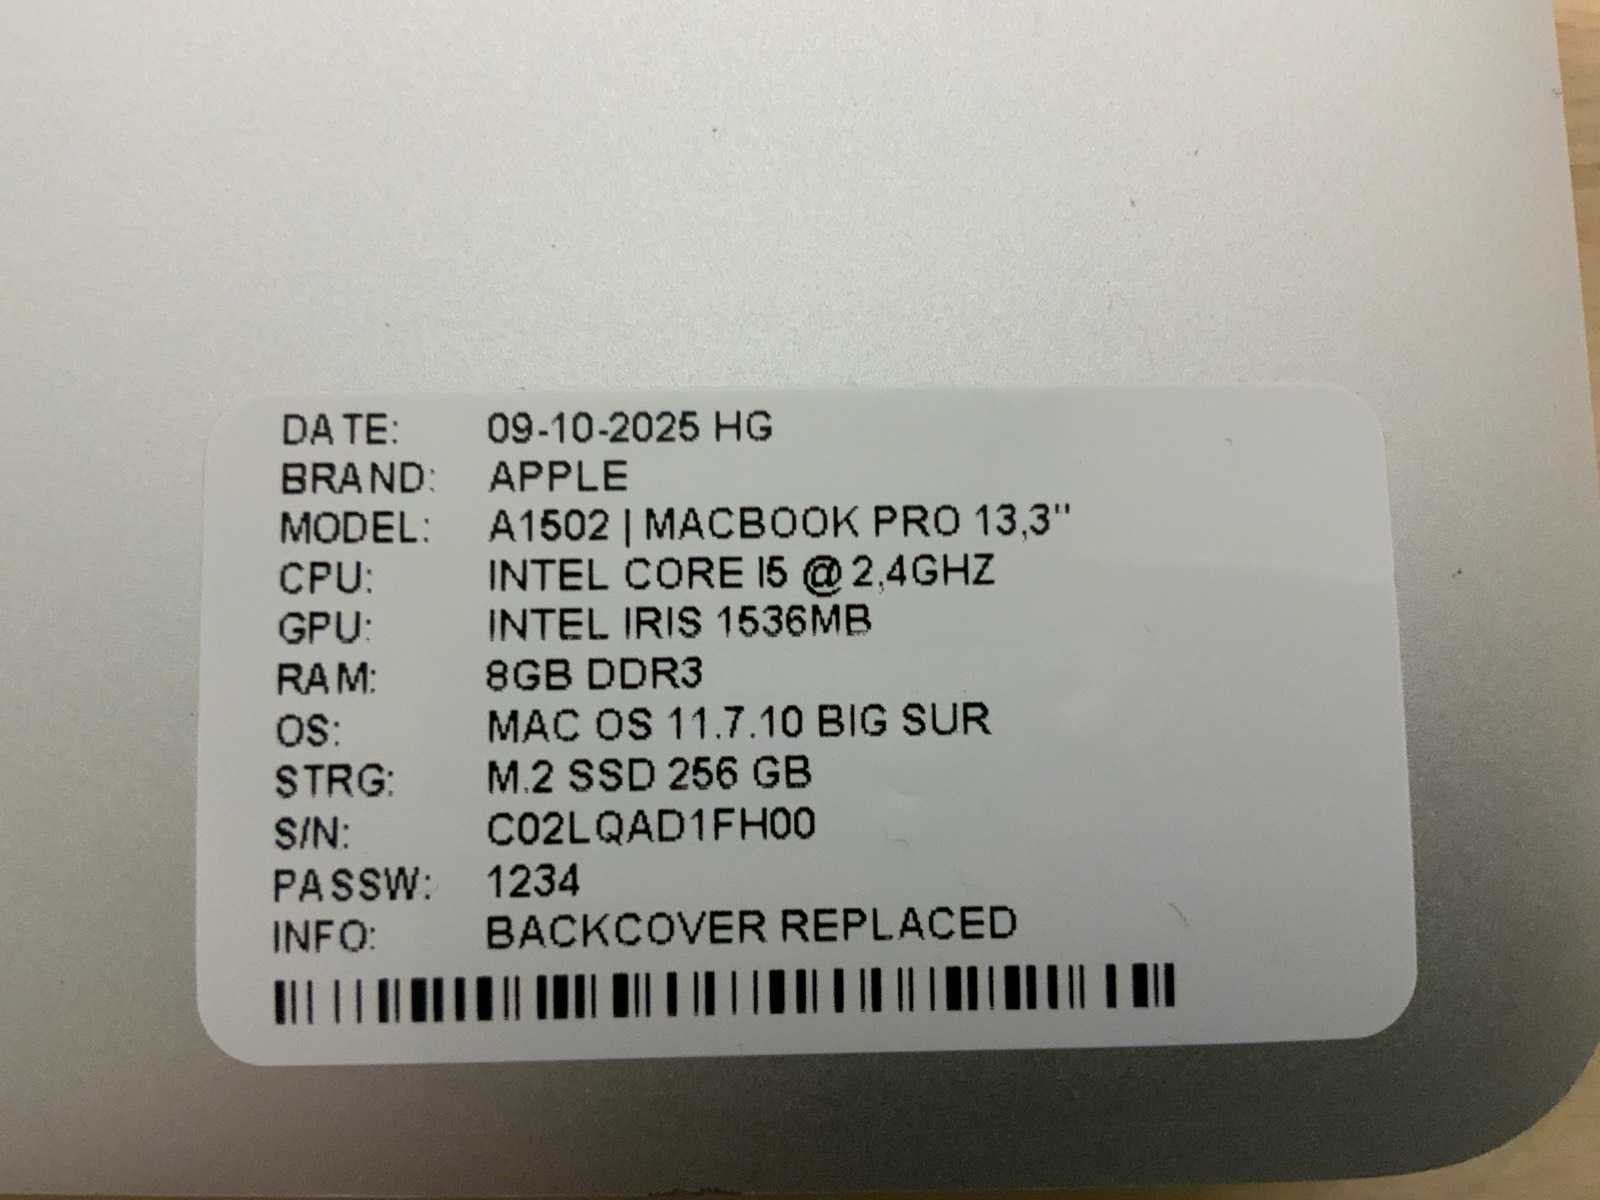 DATE: 09-10-2025 HG
BRAND: APPLE
MODEL: A1502 | MACBOOK PRO 13,3"
CPU: INTEL CORE I5 @ 2,4GHZ
GPU: INTEL IRIS 1536MB
RAM: 8GB DDR3
OS: MAC OS 11.7.10 BIG SUR
STRG: M.2 SSD 256 GB
S/N: C02LQAD1FH00
PASSW: 1234
INFO: BACKCOVER REPLACED